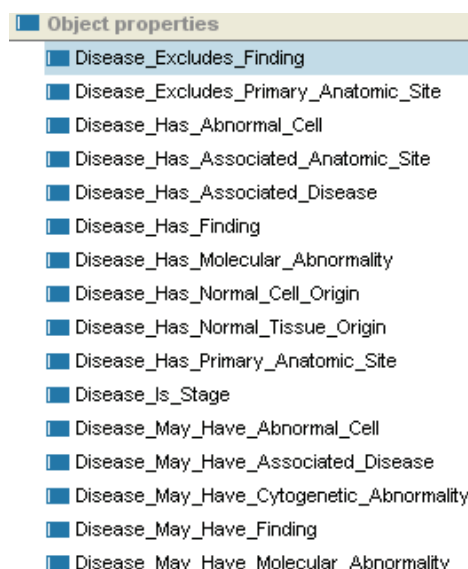 Object properties
Disease_Excludes_Finding
Disease_Excludes_Primary_Anatomic_Site
Disease_Has_Abnormal_Cell
Disease_Has_Associated_Anatomic_Site
Disease_Has_Associated_Disease
Disease_Has_Finding
Disease_Has_Molecular_Abnormality
Disease_Has_Normal_Cell_Origin
Disease_Has_Normal_Tissue_Origin
Disease_Has_Primary_Anatomic_Site
Disease_Is_Stage
Disease_May_Have_Abnormal_Cell
Disease_May_Have_Associated_Disease
Disease_May_Have_Cytogenetic_Abnormality
Disease_May_Have_Finding
Disease_May_Have_Molecular_Abnormality